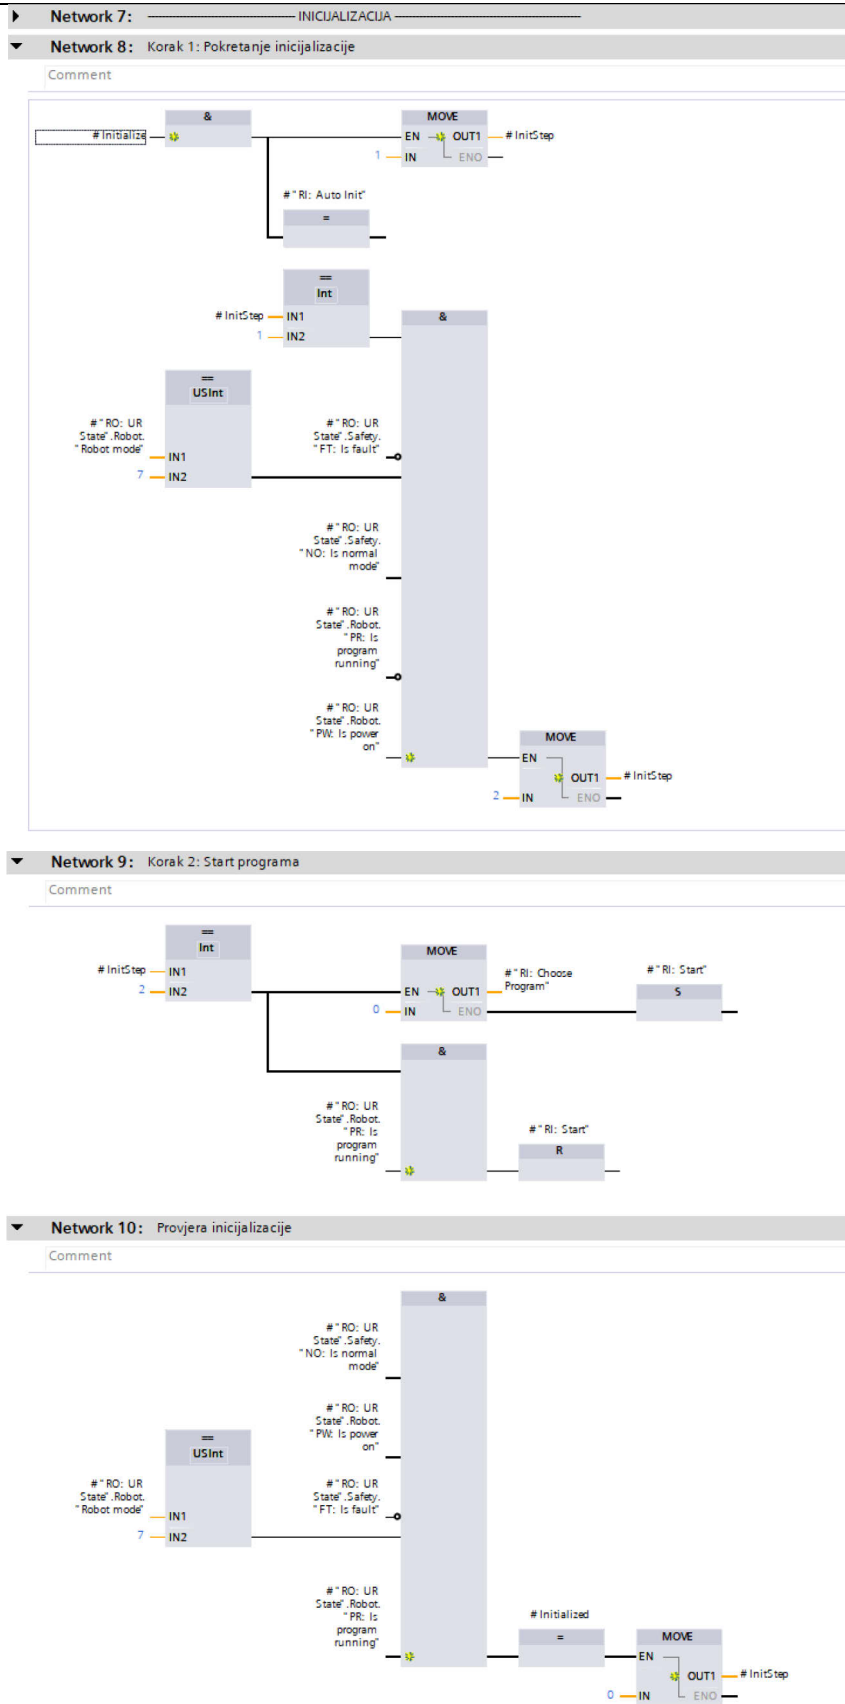 Network 7: ---------- INICIJALIZACIJA ----------
Network 8: Korak 1: Pokretanje inicijalizacije
Comment
&
MOVE
#Initialize
EN
OUT1
#InitStep
1
IN
ENO
#"RI: Auto Init"
=
==
Int
#InitStep
IN1
&
1
IN2
==
USInt
#"RO: UR
State".Robot.
"Robot mode"
IN1
7
IN2
#"RO: UR
State".Safety.
"FT: Is fault"
#"RO: UR
State".Safety.
"NO: Is normal
mode"
#"RO: UR
State".Robot.
"PR: Is
program
running"
#"RO: UR
State".Robot.
"PW: Is power
on"
MOVE
EN
OUT1
#InitStep
2
IN
ENO
Network 9: Korak 2: Start programa
Comment
==
Int
#InitStep
IN1
2
IN2
MOVE
EN
OUT1
#"RI: Choose
Program"
0
IN
ENO
#"RI: Start"
S
&
#"RO: UR
State".Robot.
"PR: Is
program
running"
#"RI: Start"
R
Network 10: Provjera inicijalizacije
Comment
&
#"RO: UR
State".Safety.
"NO: Is normal
mode"
#"RO: UR
State".Robot.
"PW: Is power
on"
==
USInt
#"RO: UR
State".Robot.
"Robot mode"
IN1
7
IN2
#"RO: UR
State".Safety.
"FT: Is fault"
#"RO: UR
State".Robot.
"PR: Is
program
running"
#Initialized
=
MOVE
EN
OUT1
#InitStep
0
IN
ENO